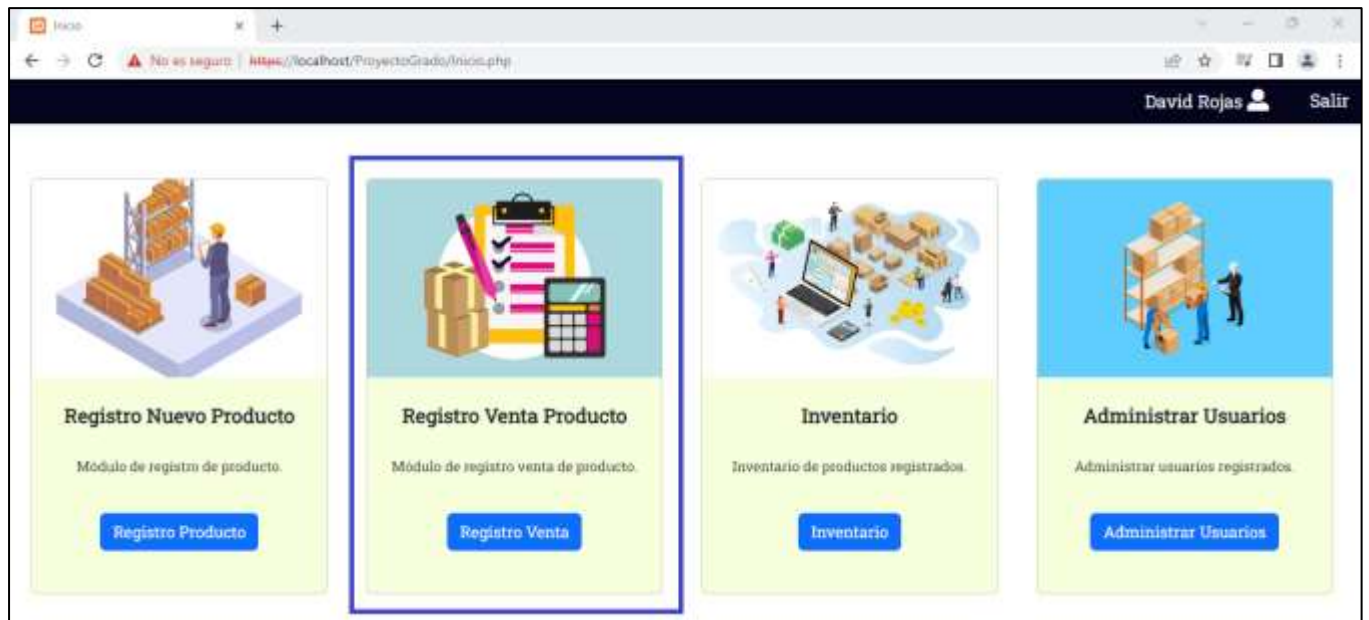 Inicio
No es seguro | https://localhost/ProyectoGrado/Inicio.php
David Rojas
Salir
Registro Nuevo Producto
Módulo de registro de producto.
Registro Producto
Registro Venta Producto
Módulo de registro venta de producto.
Registro Venta
Inventario
Inventario de productos registrados.
Inventario
Administrar Usuarios
Administrar usuarios registrados.
Administrar Usuarios